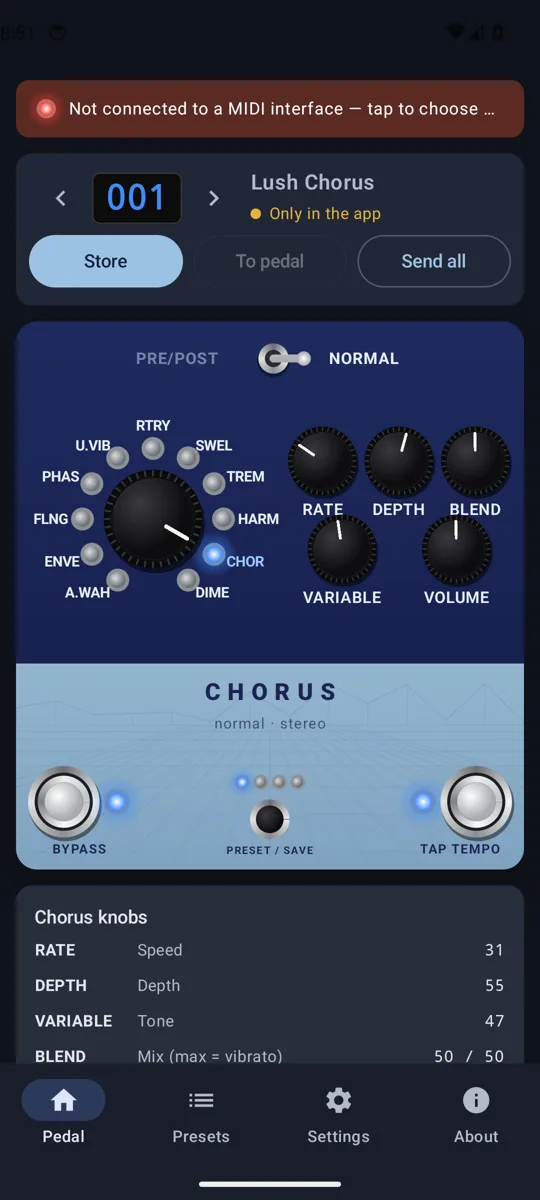 8:51
Not connected to a MIDI interface — tap to choose …
001
Lush Chorus
Only in the app
Store
To pedal
Send all
PRE/POST
NORMAL
RTRY
U.VIB
SWEL
PHAS
TREM
FLNG
HARM
ENVE
CHOR
A.WAH
DIME
RATE
DEPTH
BLEND
VARIABLE
VOLUME
CHORUS
normal · stereo
BYPASS
PRESET / SAVE
TAP TEMPO
Chorus knobs
RATE Speed 31
DEPTH Depth 55
VARIABLE Tone 47
BLEND Mix (max = vibrato) 50 / 50
Pedal
Presets
Settings
About